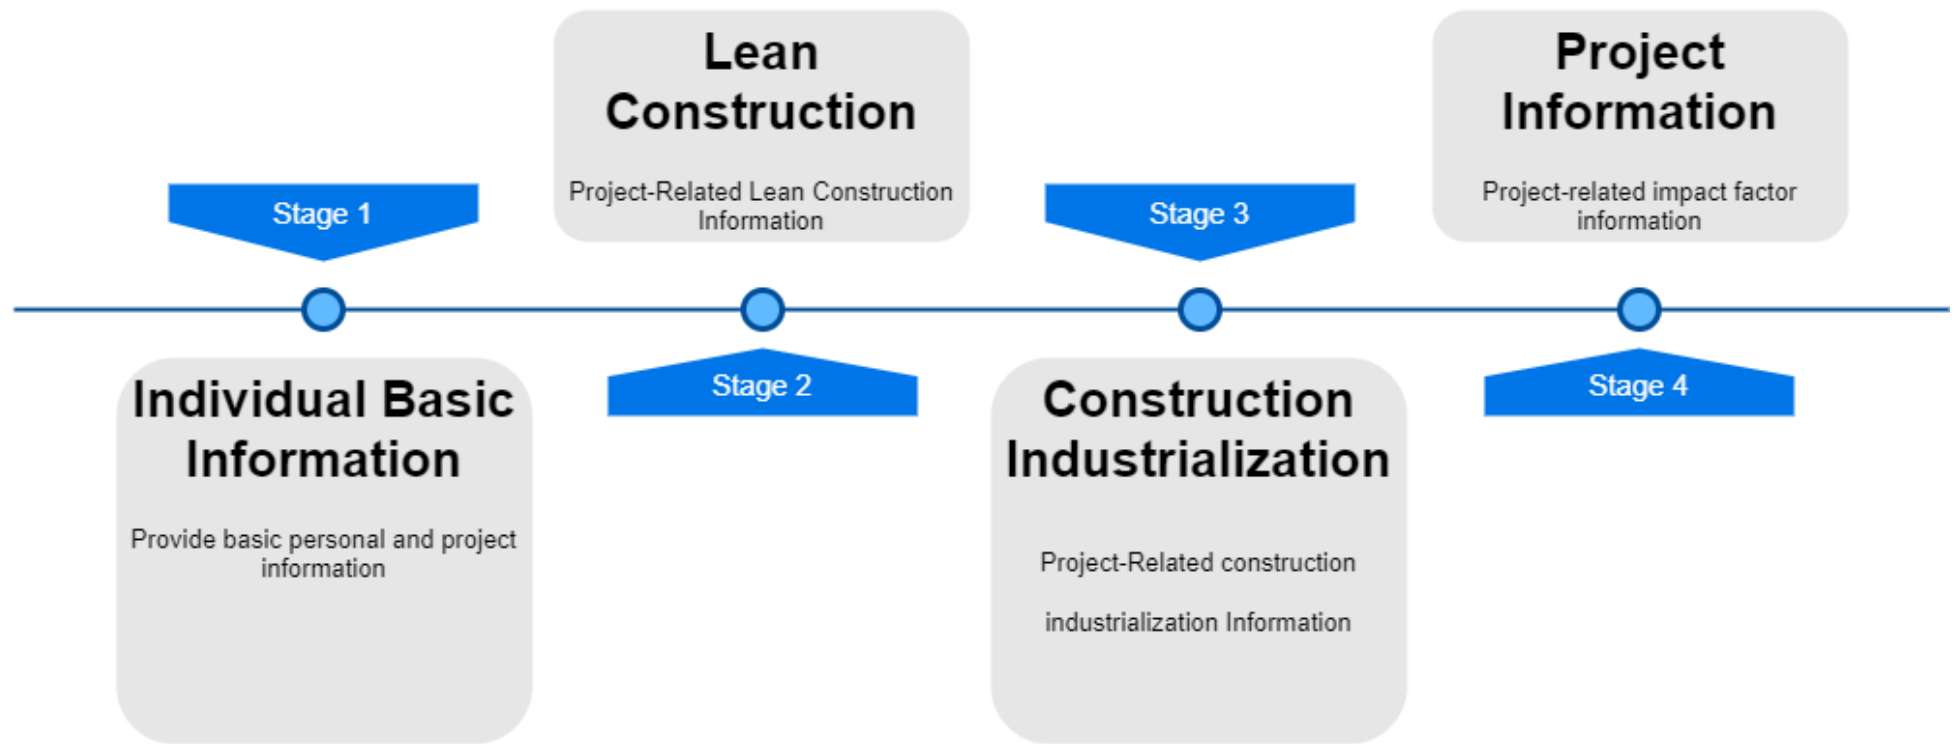 Stage 1
Individual Basic
Information
Provide basic personal and project
information
Lean
Construction
Project-Related Lean Construction
Information
Stage 2
Stage 3
Construction
Industrialization
Project-Related construction
industrialization Information
Project
Information
Project-related impact factor
information
Stage 4